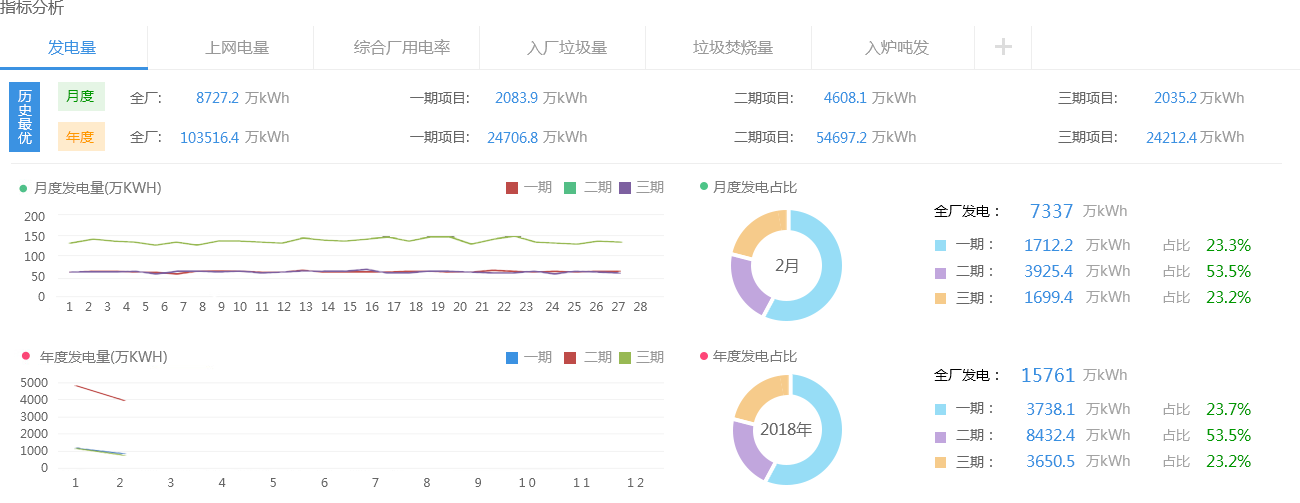 指标分析
发电量 上网电量 综合厂用电率 入厂垃圾量 垃圾焚烧量 入炉吨发 +
历史最优
月度 全厂: 8727.2 万kWh 一期项目: 2083.9 万kWh 二期项目: 4608.1 万kWh 三期项目: 2035.2 万kWh
年度 全厂: 103516.4 万kWh 一期项目: 24706.8 万kWh 二期项目: 54697.2 万kWh 三期项目: 24212.4 万kWh
月度发电量(万KWH) 一期 二期 三期
200
150
100
50
0
1 2 3 4 5 6 7 8 9 10 11 12 13 14 15 16 17 18 19 20 21 22 23 24 25 26 27 28
月度发电占比
2月
全厂发电： 7337 万kWh
一期： 1712.2 万kWh 占比 23.3%
二期： 3925.4 万kWh 占比 53.5%
三期： 1699.4 万kWh 占比 23.2%
年度发电量(万KWH) 一期 二期 三期
5000
4000
3000
2000
1000
0
1 2 3 4 5 6 7 8 9 10 11 12
年度发电占比
2018年
全厂发电： 15761 万kWh
一期： 3738.1 万kWh 占比 23.7%
二期： 8432.4 万kWh 占比 53.5%
三期： 3650.5 万kWh 占比 23.2%